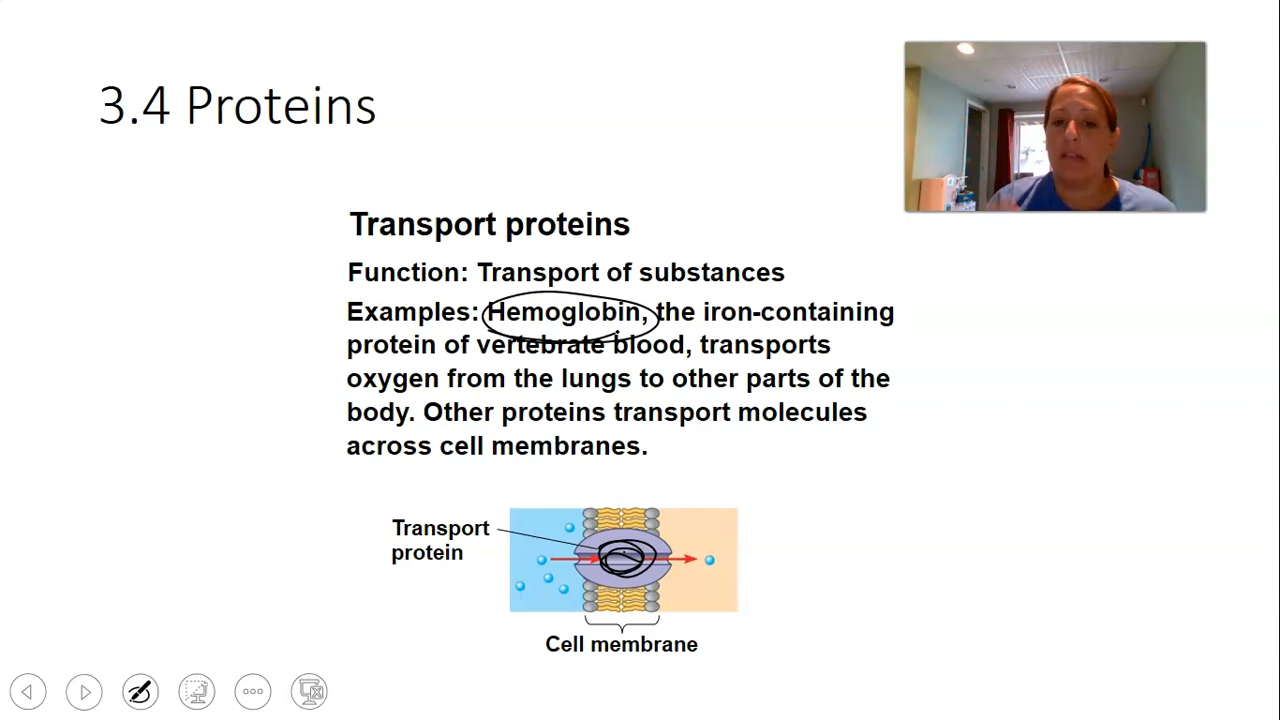 3.4 Proteins
Transport proteins
Function: Transport of substances
Examples: Hemoglobin, the iron-containing
protein of vertebrate blood, transports
oxygen from the lungs to other parts of the
body. Other proteins transport molecules
across cell membranes.
Transport
protein
Cell membrane